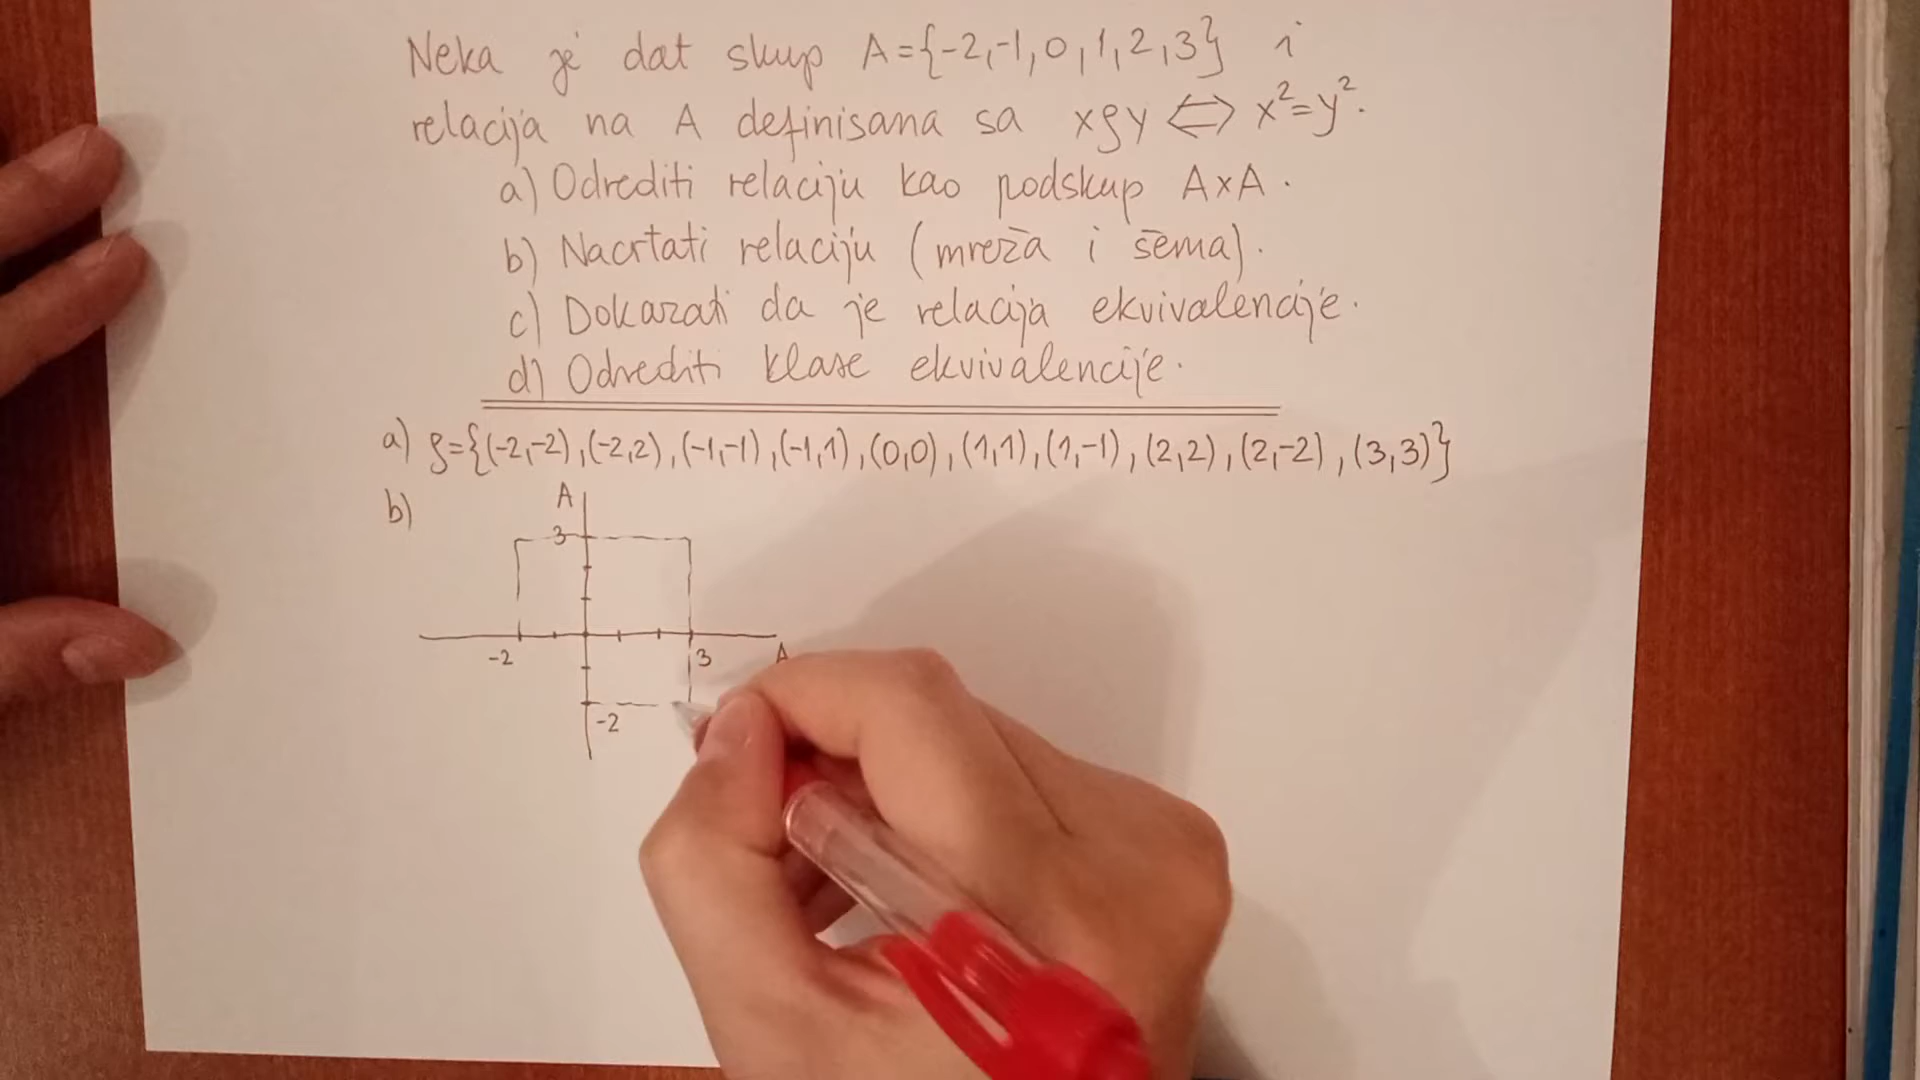 Neka je dat skup A={-2,-1,0,1,2,3} i
relacija na A definisana sa xρy ⇔ x²=y².
a) Odrediti relaciju kao podskup A×A.
b) Nacrtati relaciju (mreža i šema).
c) Dokazati da je relacija ekvivalencije.
d) Odrediti klase ekvivalencije.
a) ρ={(-2,-2),(-2,2),(-1,-1),(-1,1),(0,0),(1,1),(1,-1),(2,2),(2,-2),(3,3)}
b)
A
3
-2 3 A
-2